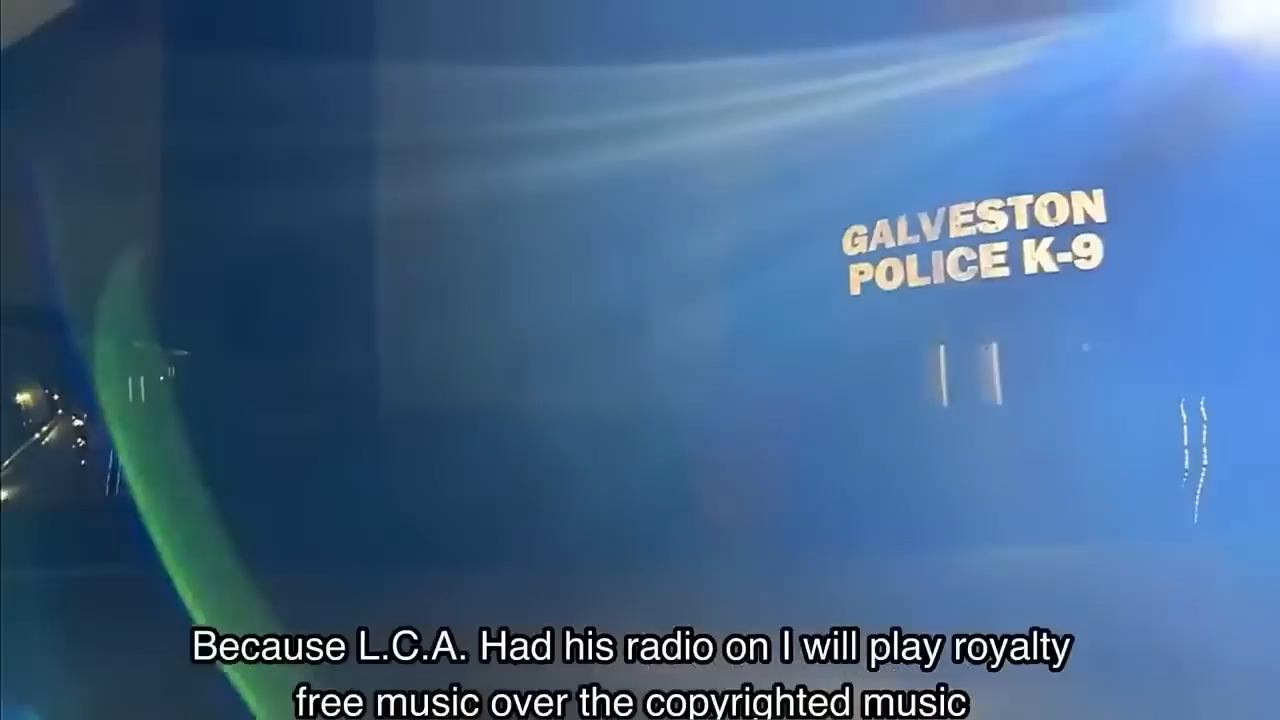 GALVESTON
POLICE K-9
Because L.C.A. Had his radio on I will play royalty
free music over the copyrighted music